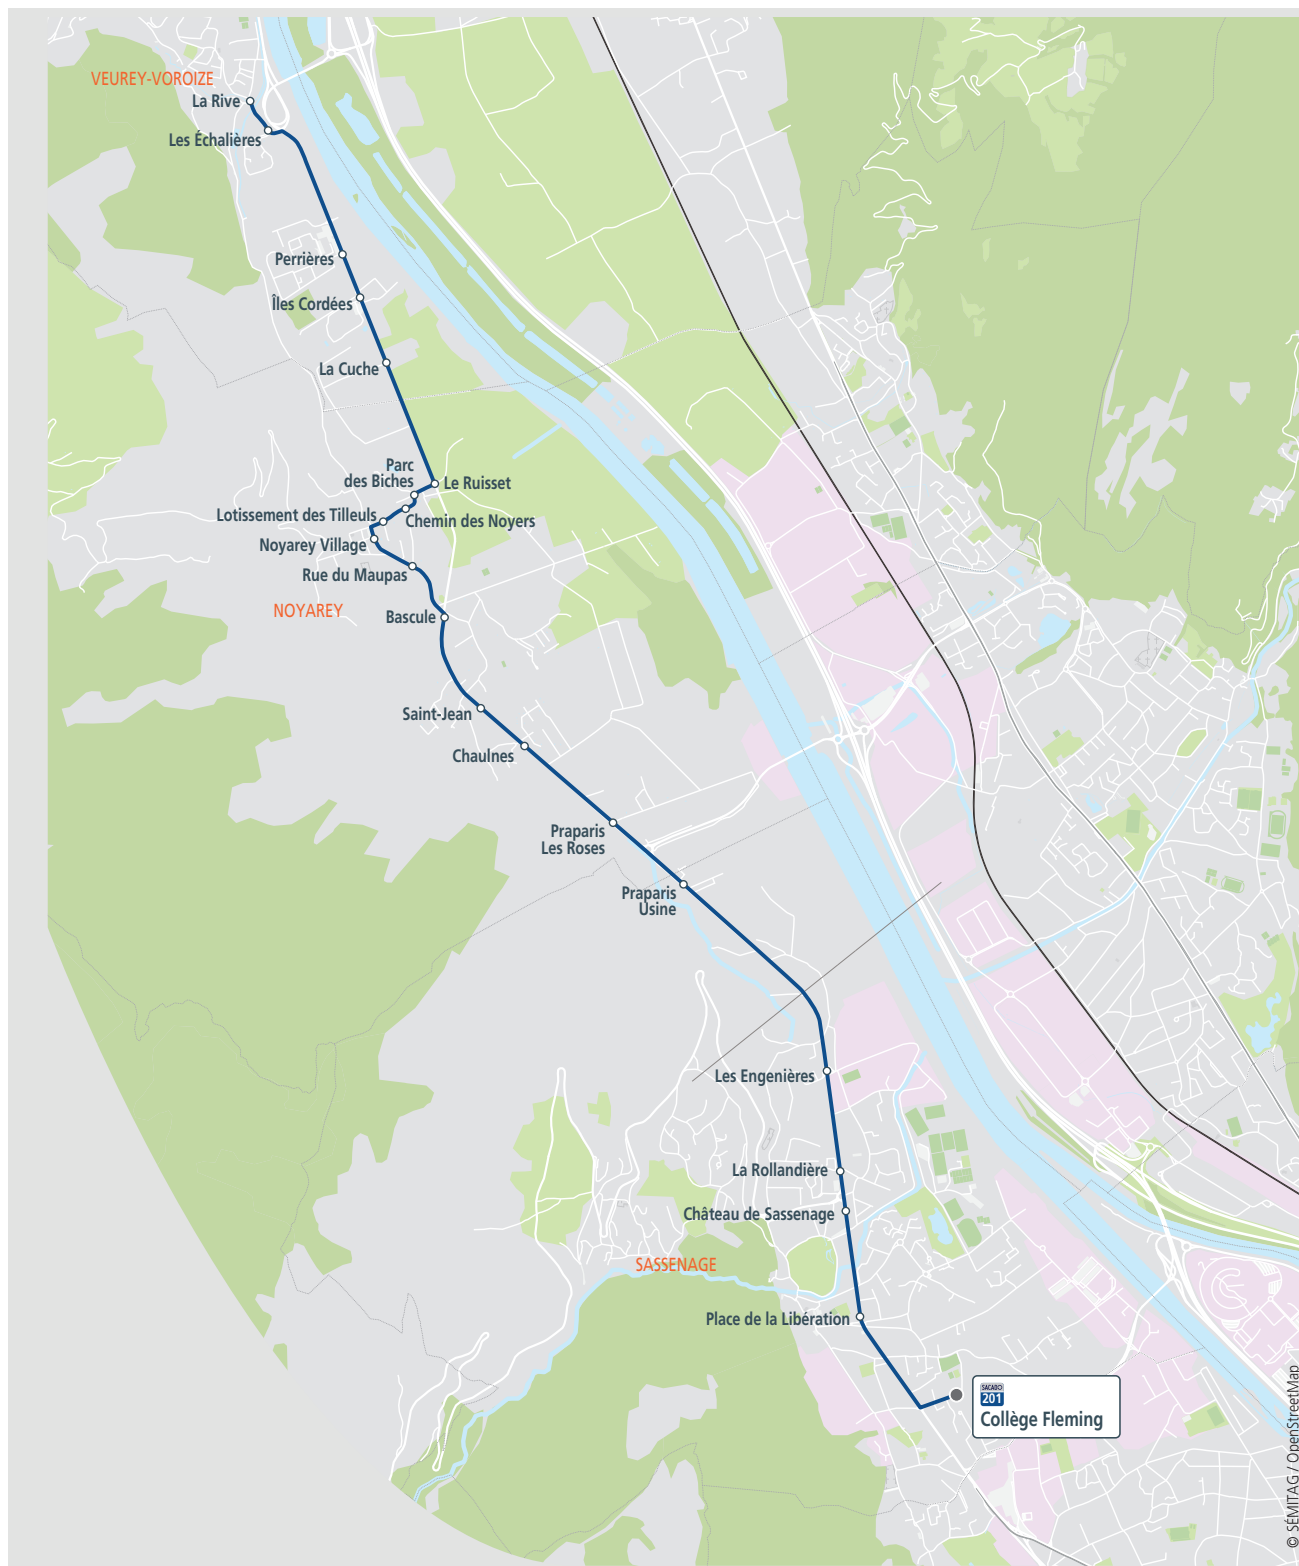 VEUREY-VOROIZE
La Rive
Les Échalières
Perrières
Îles Cordées
La Cuche
Parc
des Biches
Le Ruisset
Lotissement des Tilleuls
Chemin des Noyers
Noyarey Village
Rue du Maupas
NOYAREY
Bascule
Saint-Jean
Chaulnes
Praparis
Les Roses
Praparis
Usine
Les Engenières
La Rollandière
Château de Sassenage
SASSENAGE
Place de la Libération
SACADO
201
Collège Fleming
© SÉMITAG / OpenStreetMap